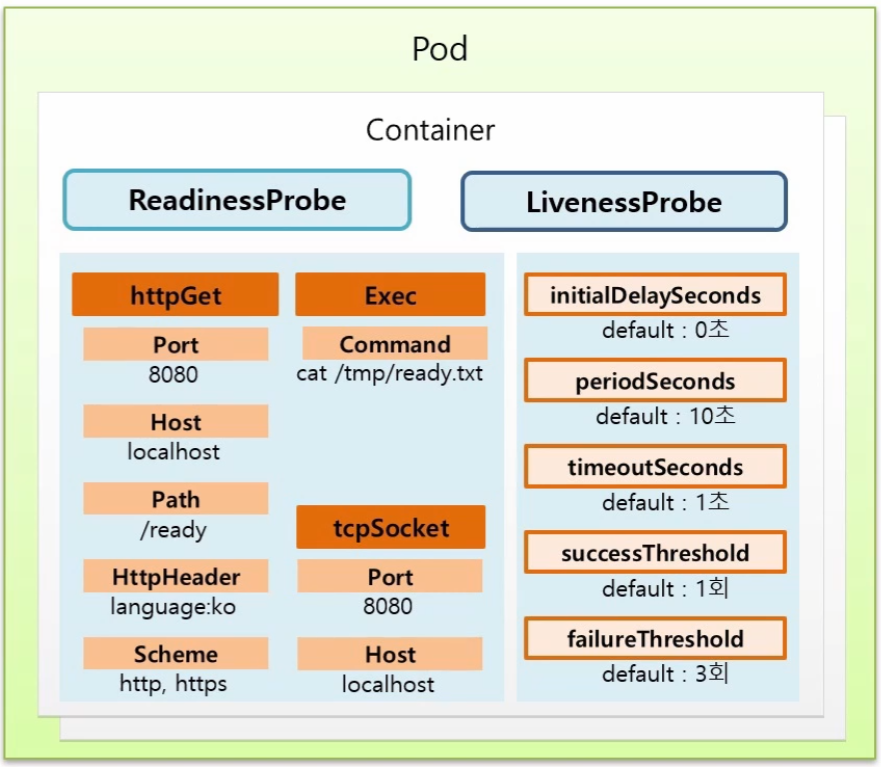 Pod
Container
ReadinessProbe
LivenessProbe
httpGet
Port
8080
Host
localhost
Path
/ready
HttpHeader
language:ko
Scheme
http, https
Exec
Command
cat /tmp/ready.txt
tcpSocket
Port
8080
Host
localhost
initialDelaySeconds
default : 0초
periodSeconds
default : 10초
timeoutSeconds
default : 1초
successThreshold
default : 1회
failureThreshold
default : 3회